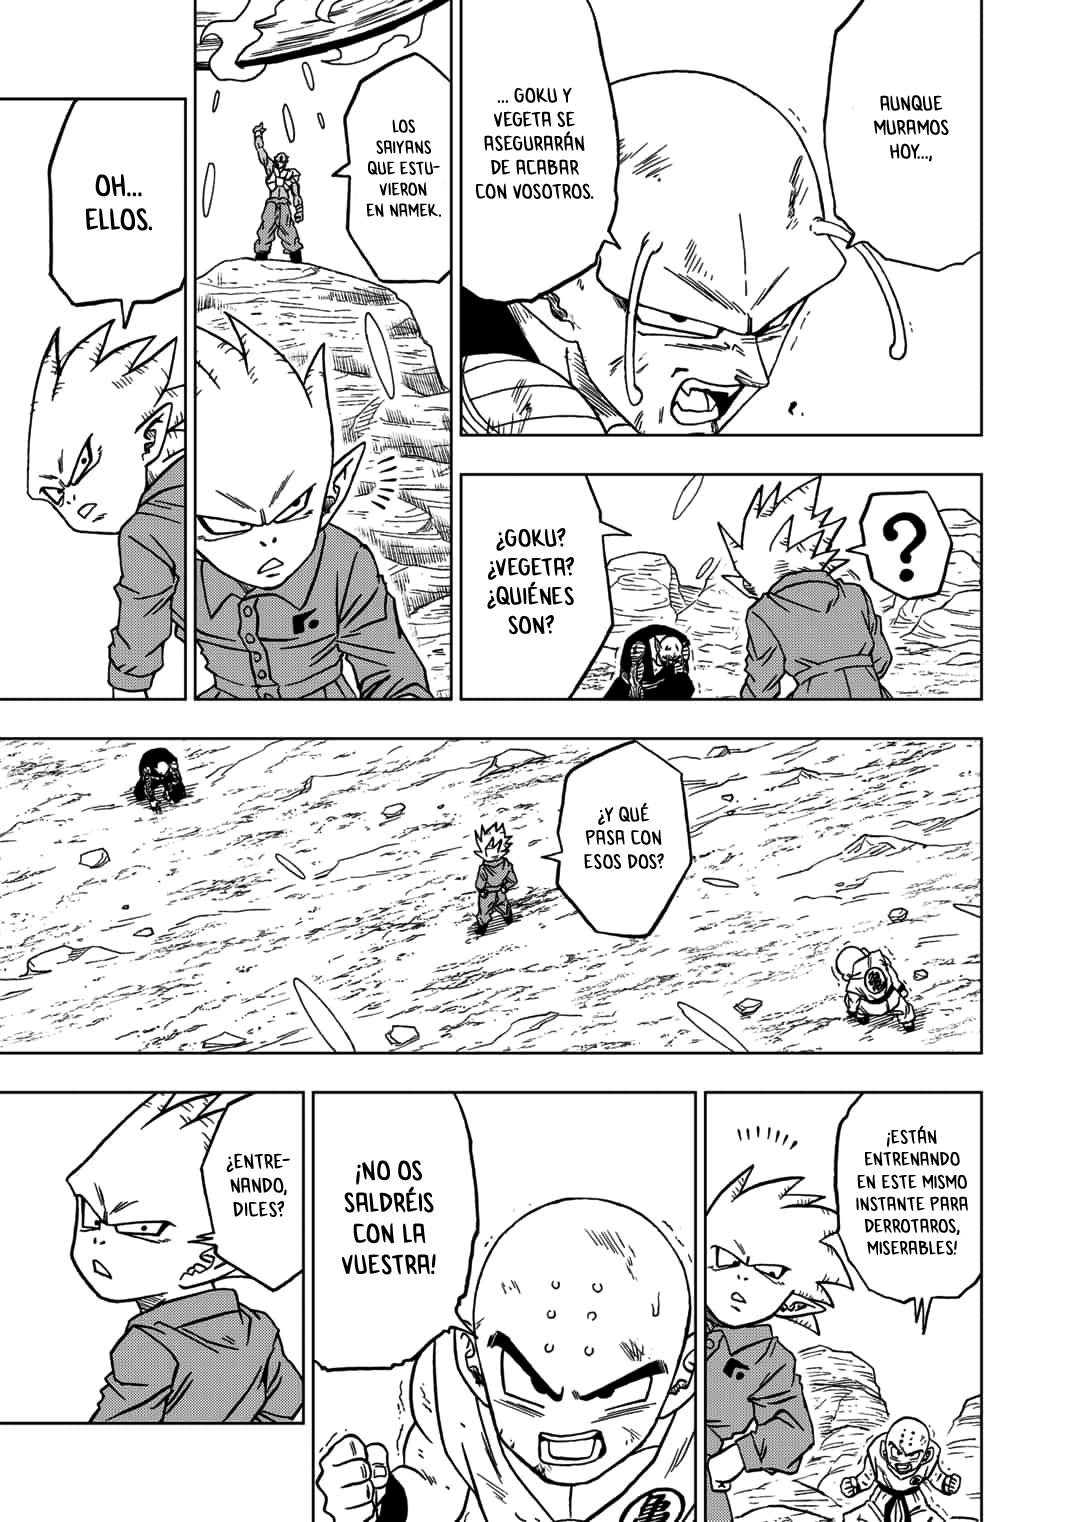 AUNQUE
MURAMOS
HOY...,
... GOKU Y
VEGETA SE
ASEGURARÁN
DE ACABAR
CON VOSOTROS.
?
¿GOKU?
¿VEGETA?
¿QUIÉNES
SON?
LOS
SAIYANS
QUE ESTU-
VIERON
EN NAMEK.
OH...
ELLOS.
¿Y QUÉ
PASA CON
ESOS DOS?
¡ESTÁN
ENTRENANDO
EN ESTE MISMO
INSTANTE PARA
DERROTAROS,
MISERABLES!
¡NO OS
SALDRÉIS
CON LA
VUESTRA!
¿ENTRE-
NANDO,
DICES?